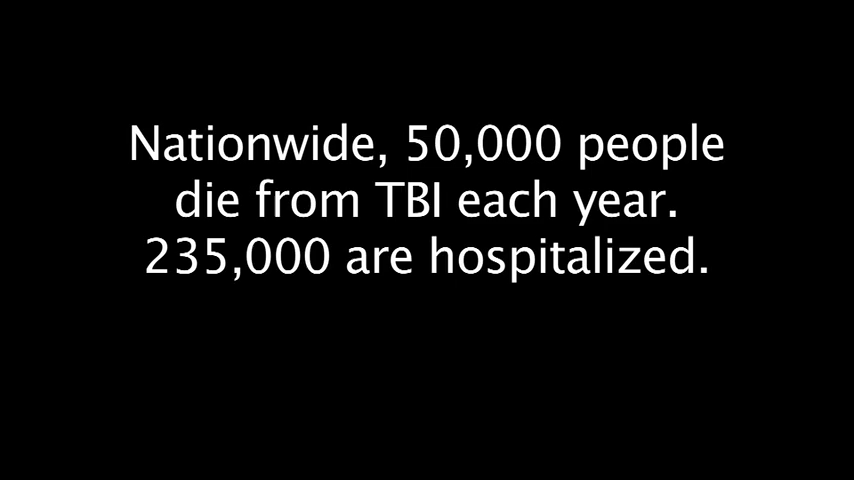 Nationwide, 50,000 people
die from TBI each year.
235,000 are hospitalized.